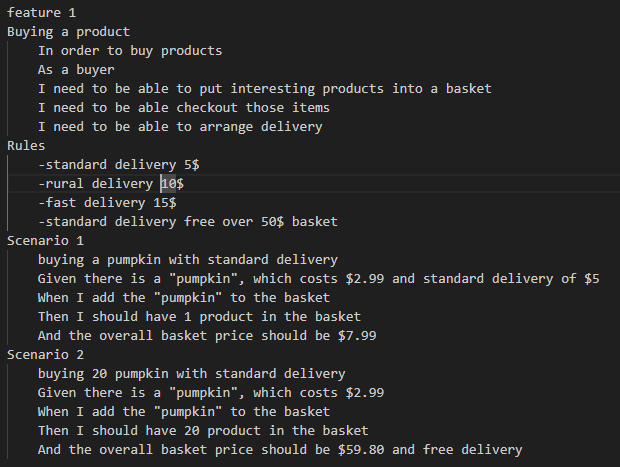 feature 1
Buying a product
In order to buy products
As a buyer
I need to be able to put interesting products into a basket
I need to be able checkout those items
I need to be able to arrange delivery
Rules
-standard delivery 5$
-rural delivery 10$
-fast delivery 15$
-standard delivery free over 50$ basket
Scenario 1
buying a pumpkin with standard delivery
Given there is a "pumpkin", which costs $2.99 and standard delivery of $5
When I add the "pumpkin" to the basket
Then I should have 1 product in the basket
And the overall basket price should be $7.99
Scenario 2
buying 20 pumpkin with standard delivery
Given there is a "pumpkin", which costs $2.99
When I add the "pumpkin" to the basket
Then I should have 20 product in the basket
And the overall basket price should be $59.80 and free delivery